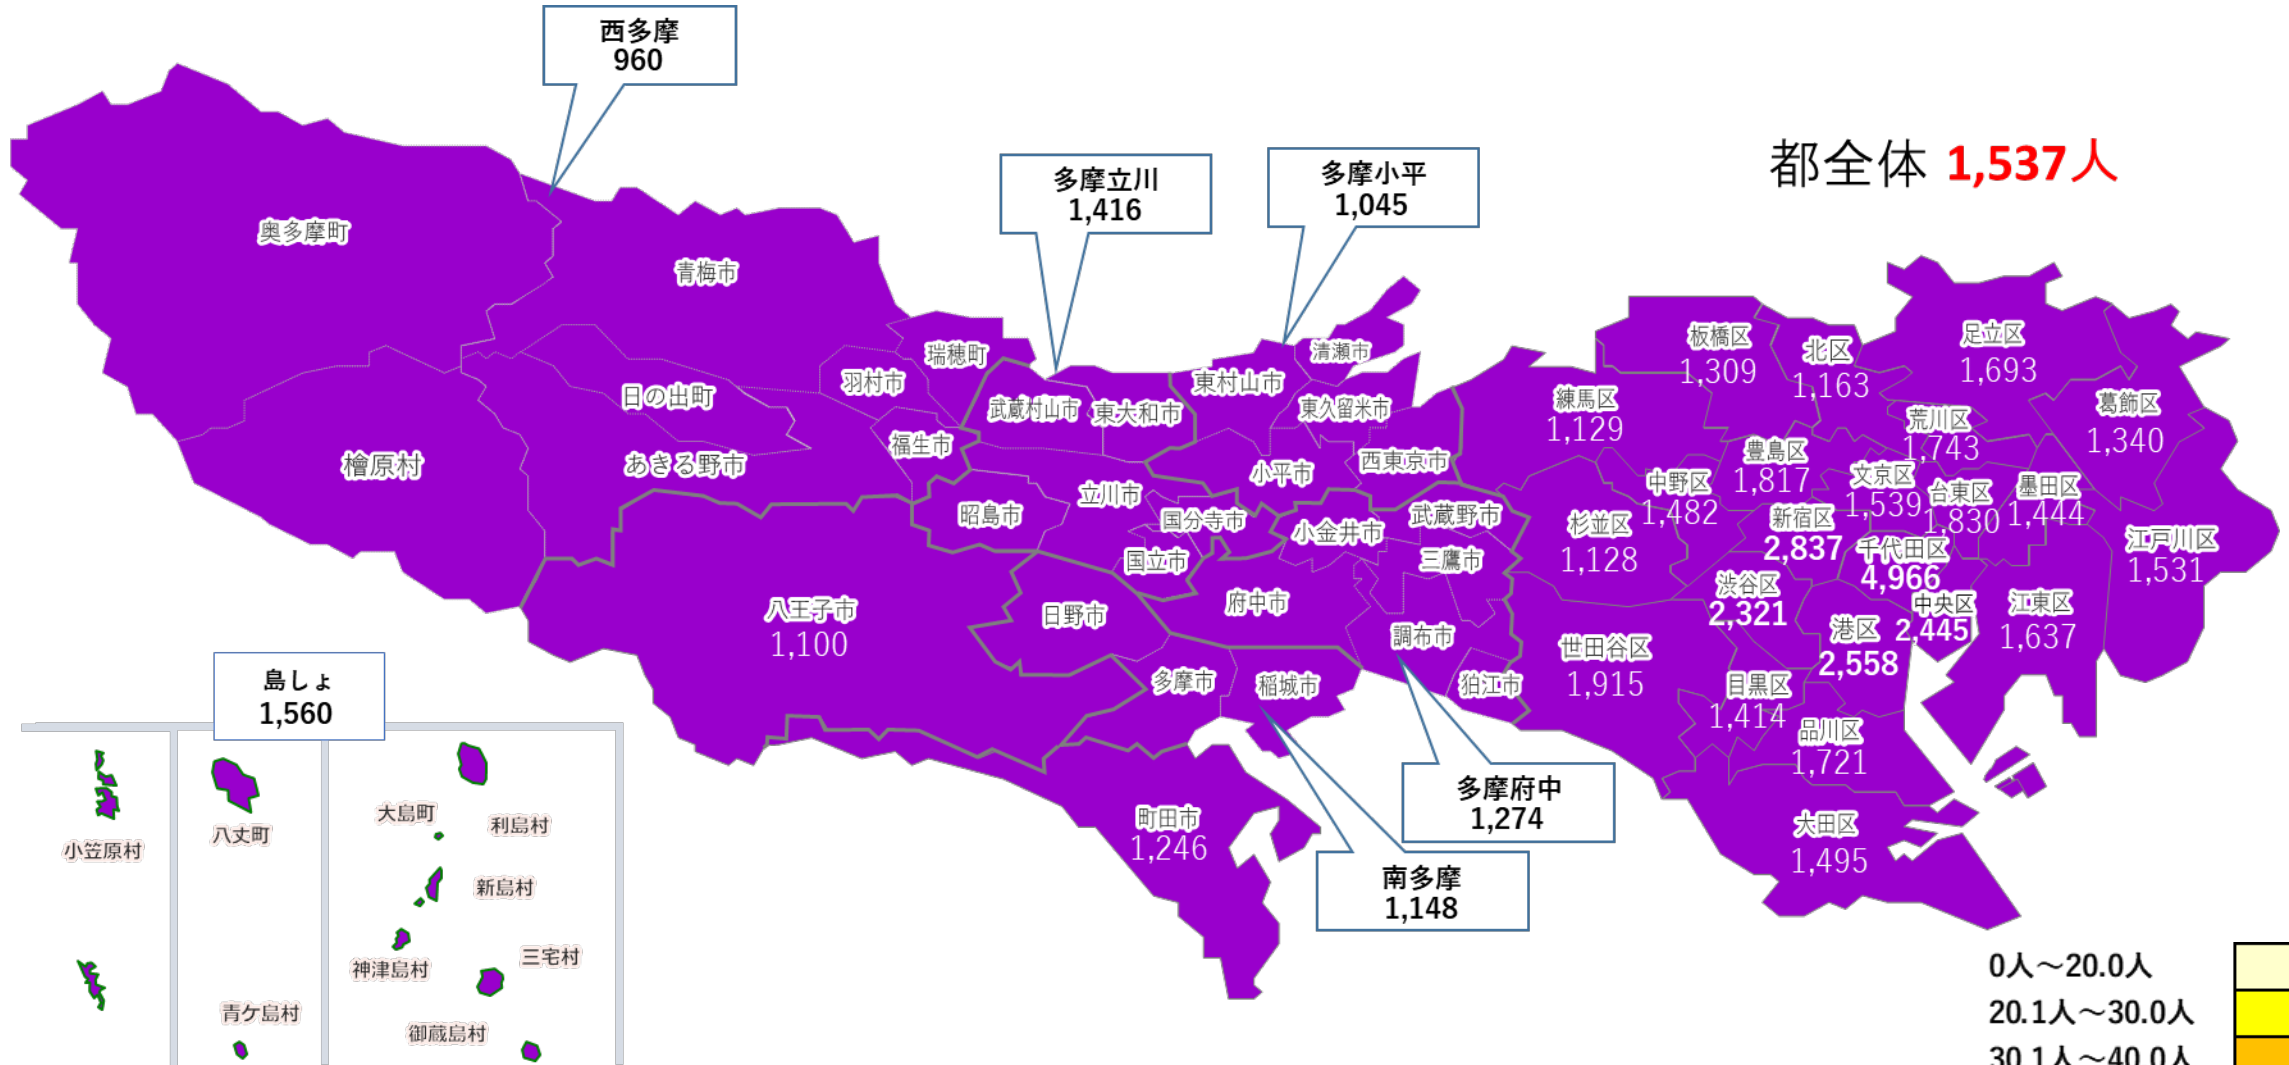 西多摩
960
多摩立川
1,416
多摩小平
1,045
都全体 1,537人
奥多摩町
青梅市
瑞穂町
羽村市
日の出町
福生市
あきる野市
檜原村
武蔵村山市
東大和市
東村山市
清瀬市
東久留米市
小平市
西東京市
立川市
昭島市
国分寺市
国立市
小金井市
武蔵野市
三鷹市
府中市
調布市
狛江市
日野市
八王子市
1,100
多摩市
稲城市
町田市
1,246
多摩府中
1,274
南多摩
1,148
板橋区
1,309
北区
1,163
足立区
1,693
練馬区
1,129
荒川区
1,743
葛飾区
1,340
豊島区
1,817
文京区
1,539
台東区
1,830
墨田区
1,444
中野区
1,482
杉並区
1,128
新宿区
2,837
千代田区
4,966
江戸川区
1,531
渋谷区
2,321
中央区
2,445
江東区
1,637
港区
2,558
世田谷区
1,915
目黒区
1,414
品川区
1,721
大田区
1,495
島しょ
1,560
小笠原村
八丈町
青ケ島村
大島町
利島村
新島村
神津島村
三宅村
御蔵島村
0人～20.0人
20.1人～30.0人
30.1人～40.0人